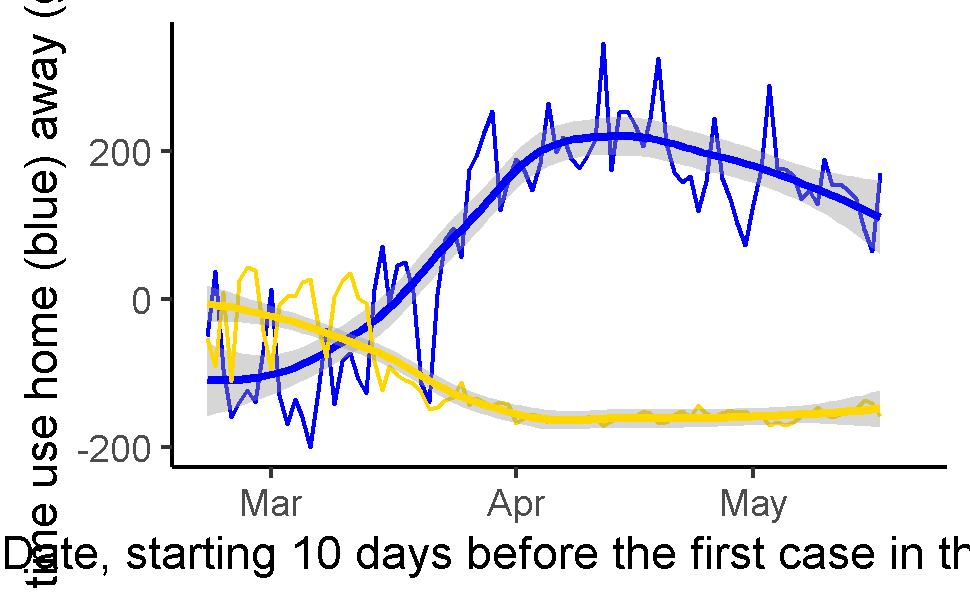 time use home (blue) away (
200
0
-200
Mar Apr May
Date, starting 10 days before the first case in th